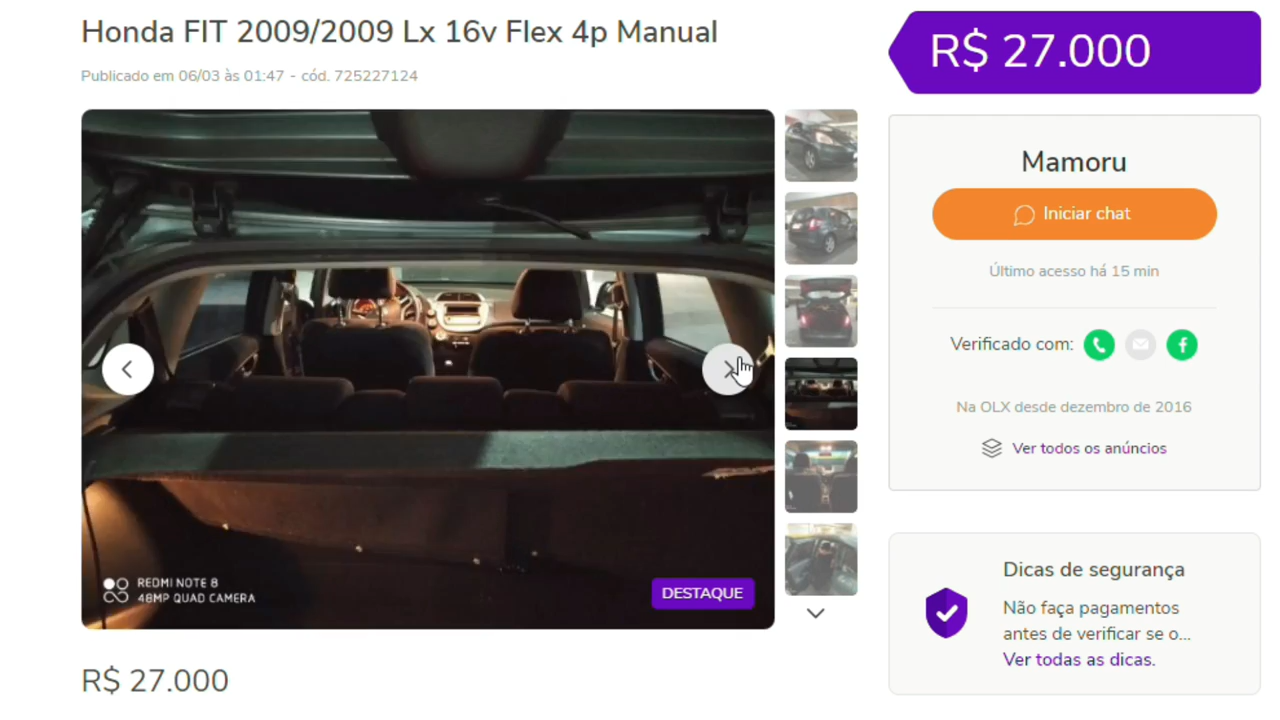 Honda FIT 2009/2009 Lx 16v Flex 4p Manual
Publicado em 06/03 às 01:47 - cód. 725227124
REDMI NOTE 8
48MP QUAD CAMERA
DESTAQUE
R$ 27.000
R$ 27.000
Mamoru
Iniciar chat
Último acesso há 15 min
Verificado com:
Na OLX desde dezembro de 2016
Ver todos os anúncios
Dicas de segurança
Não faça pagamentos
antes de verificar se o...
Ver todas as dicas.